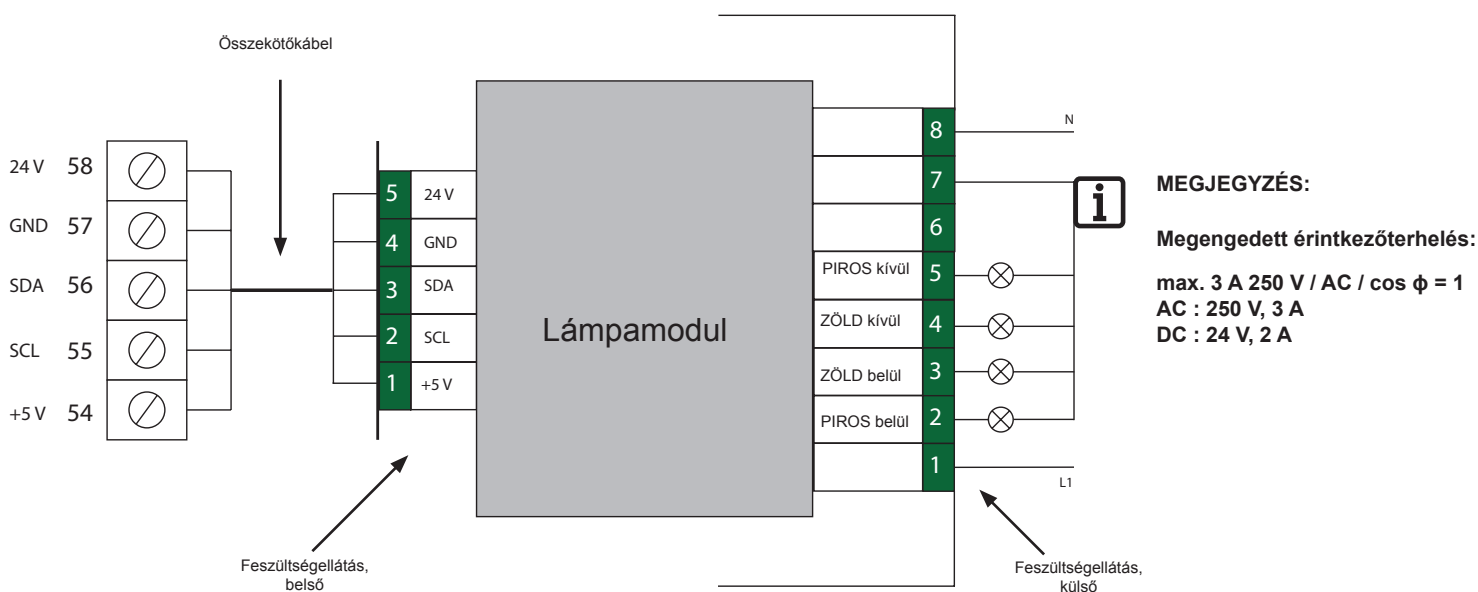 Összekötőkábel
24 V 58
GND 57
SDA 56
SCL 55
+5 V 54
5 24 V
4 GND
3 SDA
2 SCL
1 +5 V
Feszültségellátás,
belső
Lámpamodul
8 N
7
6
PIROS kívül 5
ZÖLD kívül 4
ZÖLD belül 3
PIROS belül 2
1 L1
Feszültségellátás,
külső
i
MEGJEGYZÉS:
Megengedett érintkezőterhelés:
max. 3 A 250 V / AC / cos ϕ = 1
AC : 250 V, 3 A
DC : 24 V, 2 A